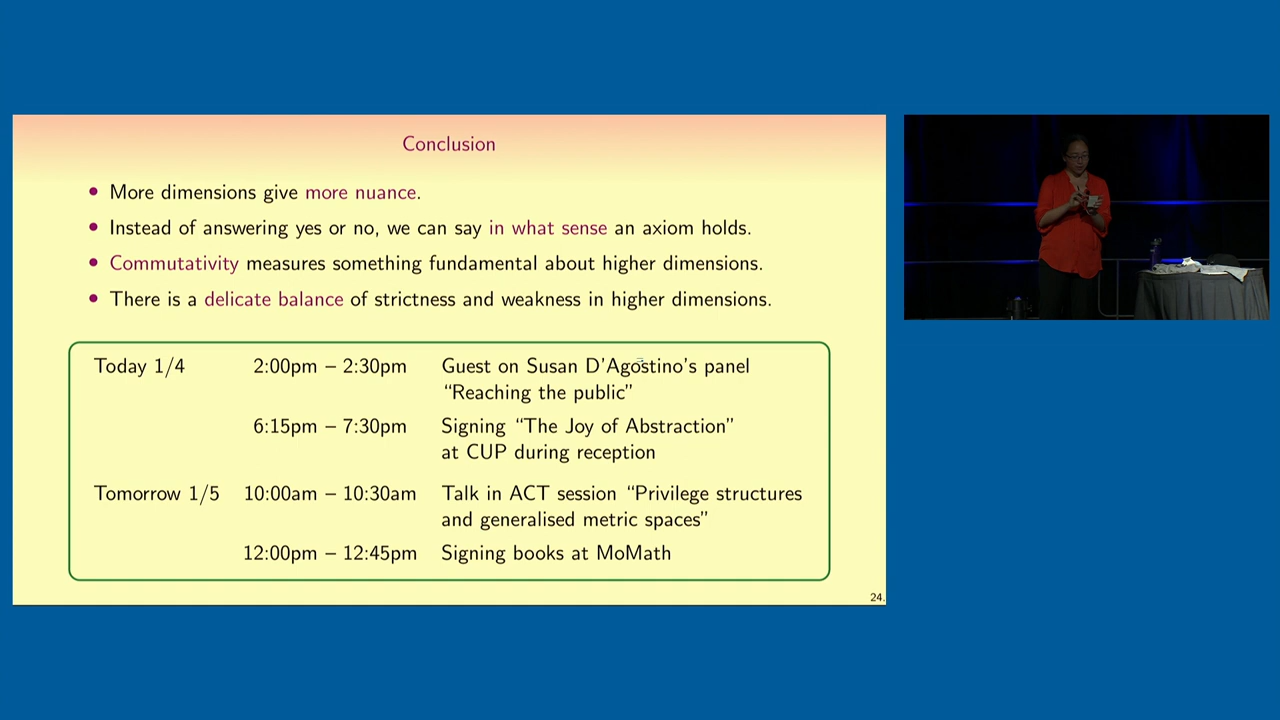 Conclusion
• More dimensions give more nuance.
• Instead of answering yes or no, we can say in what sense an axiom holds.
• Commutativity measures something fundamental about higher dimensions.
• There is a delicate balance of strictness and weakness in higher dimensions.
Today 1/4 2:00pm – 2:30pm Guest on Susan D'Agostino's panel
“Reaching the public”
6:15pm – 7:30pm Signing “The Joy of Abstraction”
at CUP during reception
Tomorrow 1/5 10:00am – 10:30am Talk in ACT session “Privilege structures
and generalised metric spaces”
12:00pm – 12:45pm Signing books at MoMath
24.